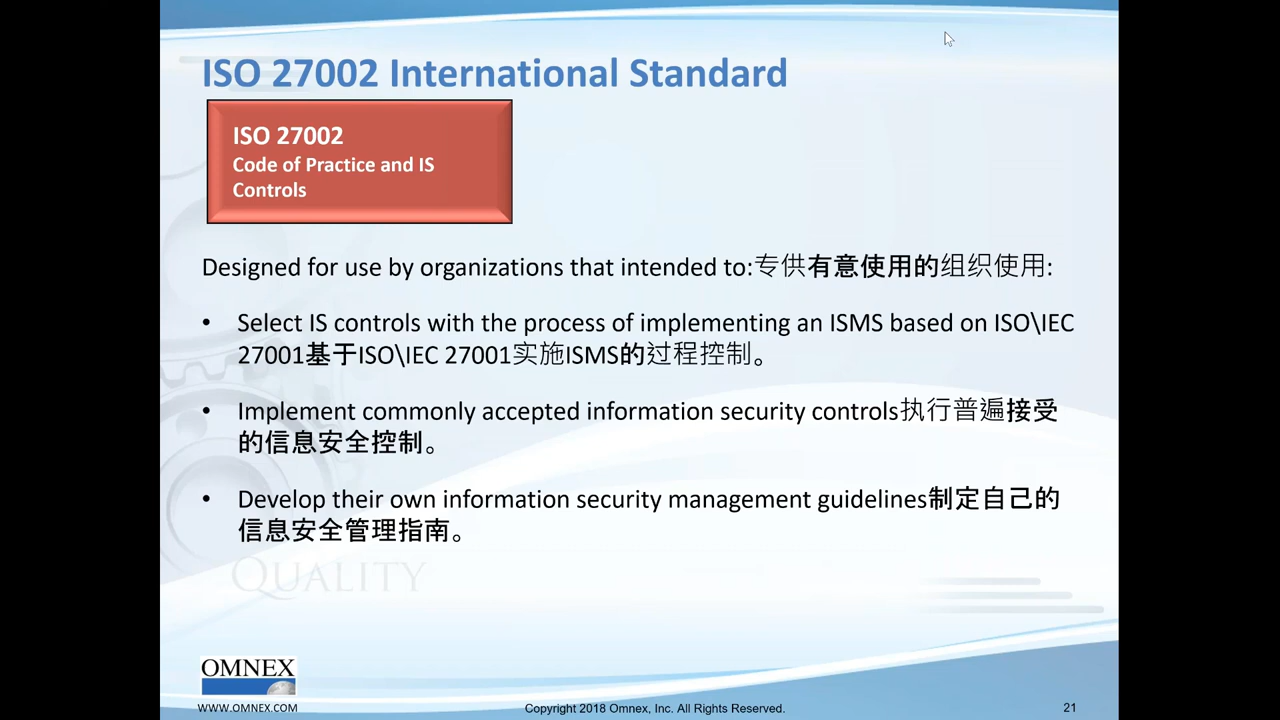 ISO 27002 International Standard
ISO 27002
Code of Practice and IS
Controls
Designed for use by organizations that intended to:专供有意使用的组织使用:
• Select IS controls with the process of implementing an ISMS based on ISO\IEC
27001基于ISO\IEC 27001实施ISMS的过程控制。
• Implement commonly accepted information security controls执行普遍接受
的信息安全控制。
• Develop their own information security management guidelines制定自己的
信息安全管理指南。
QUALITY
OMNEX
WWW.OMNEX.COM
Copyright 2018 Omnex, Inc. All Rights Reserved.
21